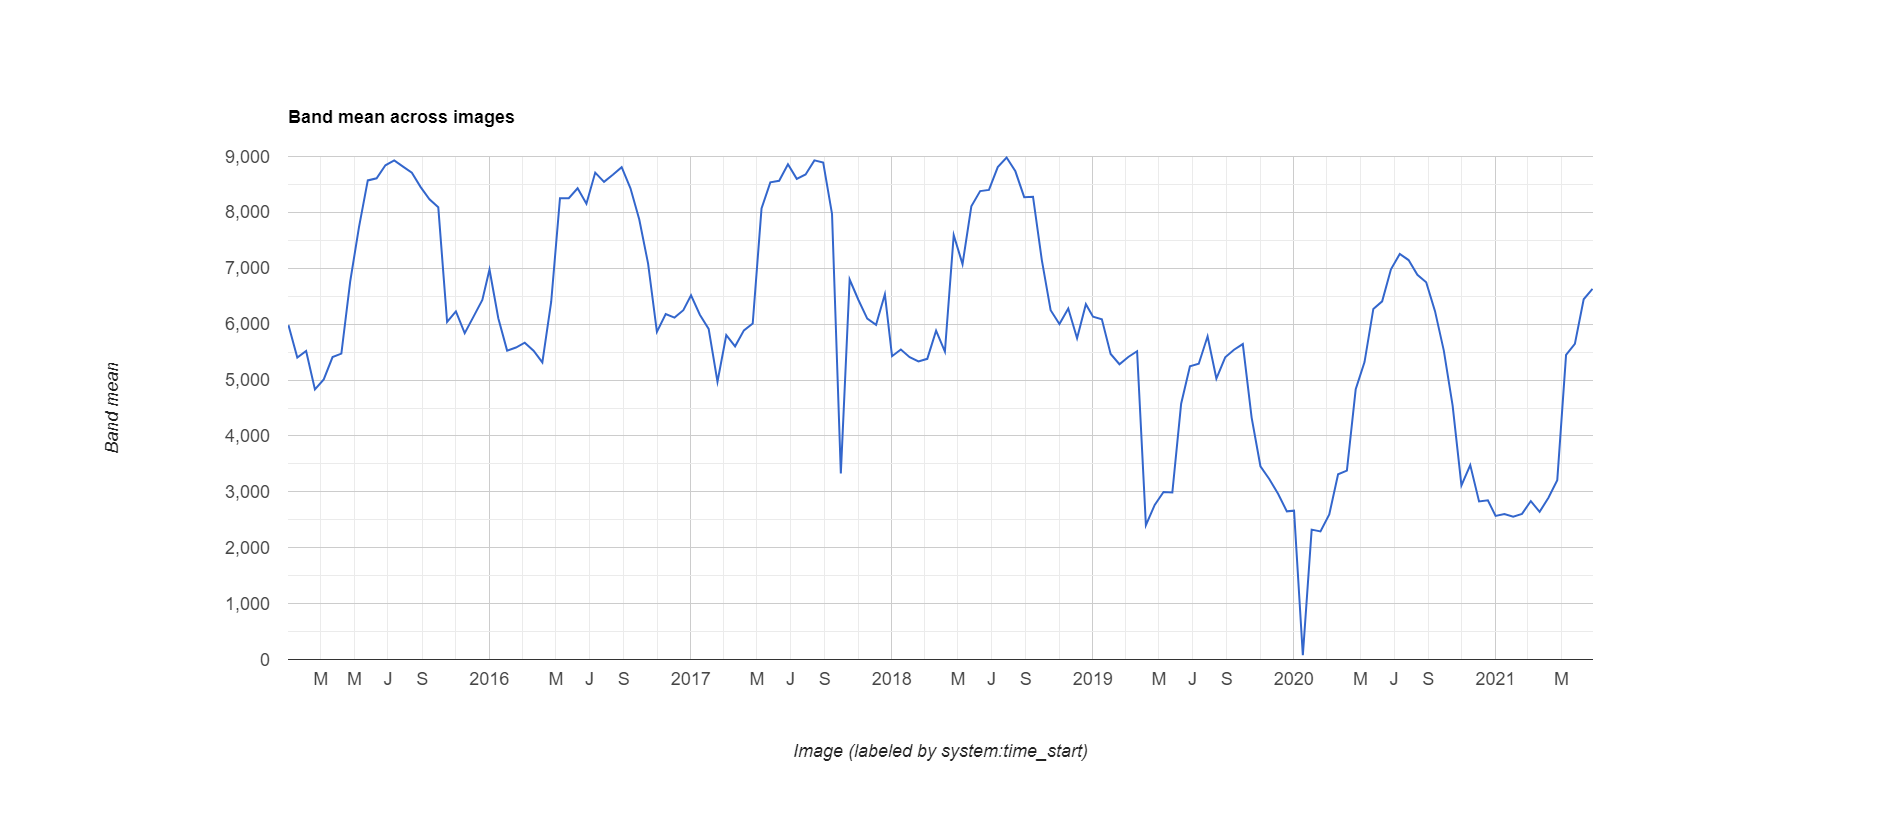 Band mean across images
9,000
8,000
7,000
6,000
5,000
4,000
3,000
2,000
1,000
0
Band mean
M M J S 2016 M J S 2017 M J S 2018 M J S 2019 M J S 2020 M J S 2021 M
Image (labeled by system:time_start)